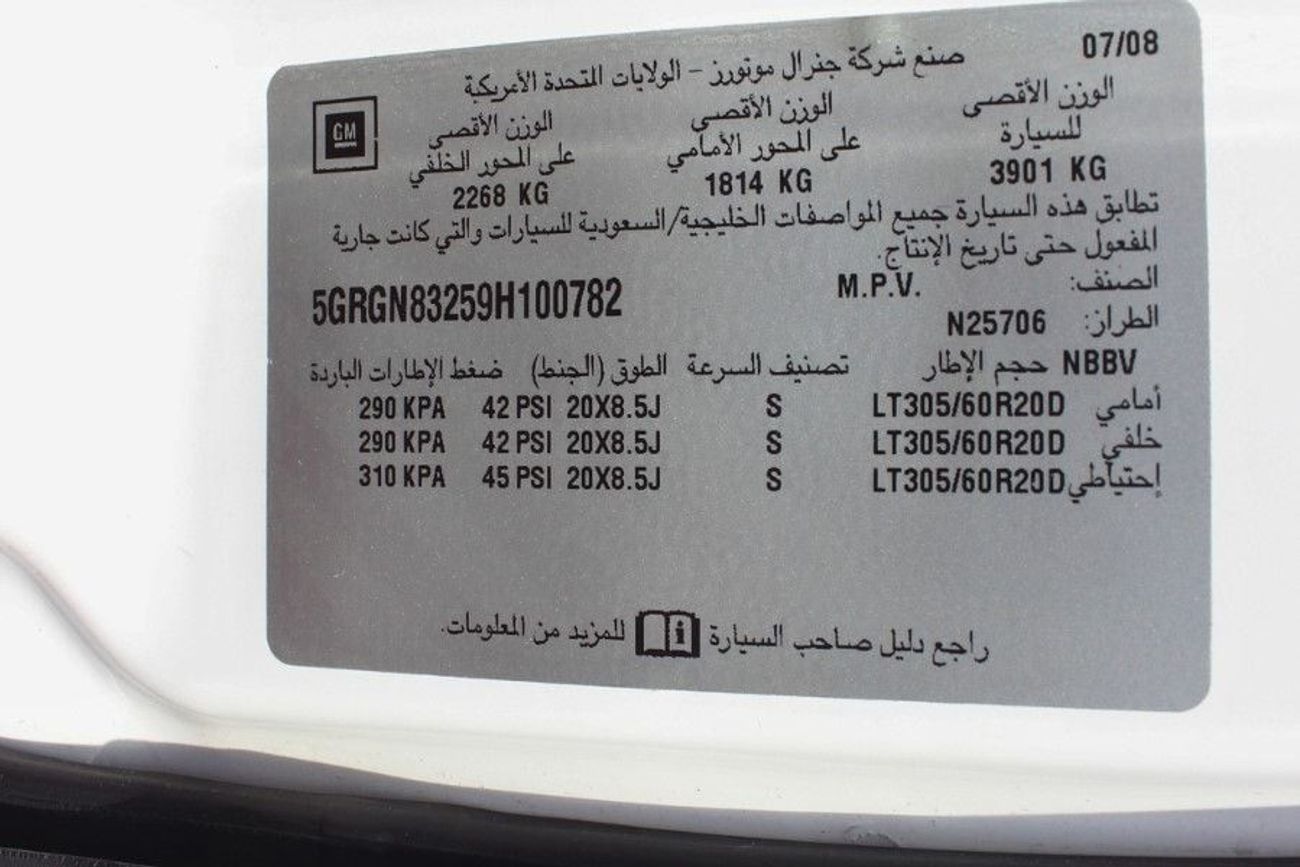 07/08 صنع شركة جنرال موتورز - الولايات المتحدة الأمريكية
GM
الوزن الأقصى الوزن الأقصى الوزن الأقصى
للسيارة على المحور الأمامي على المحور الخلفي
3901 KG 1814 KG 2268 KG
تطابق هذه السيارة جميع المواصفات الخليجية/السعودية للسيارات والتي كانت جارية
المفعول حتى تاريخ الإنتاج.
الصنف: M.P.V.
5GRGN83259H100782
الطراز: N25706
NBBV حجم الإطار تصنيف السرعة الطوق (الجنط) ضغط الإطارات الباردة
أمامي LT305/60R20D S 20X8.5J 42 PSI 290 KPA
خلفي LT305/60R20D S 20X8.5J 42 PSI 290 KPA
إحتياطي LT305/60R20D S 20X8.5J 45 PSI 310 KPA
راجع دليل صاحب السيارة للمزيد من المعلومات.